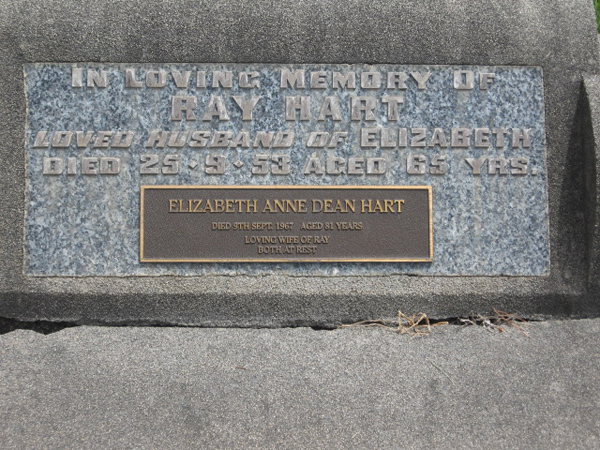 IN LOVING MEMORY OF
RAY HART
LOVED HUSBAND OF ELIZABETH
DIED 25·9·53 AGED 65 YRS.
ELIZABETH ANNE DEAN HART
DIED 9TH SEPT. 1967 AGED 81 YEARS
LOVING WIFE OF RAY
BOTH AT REST